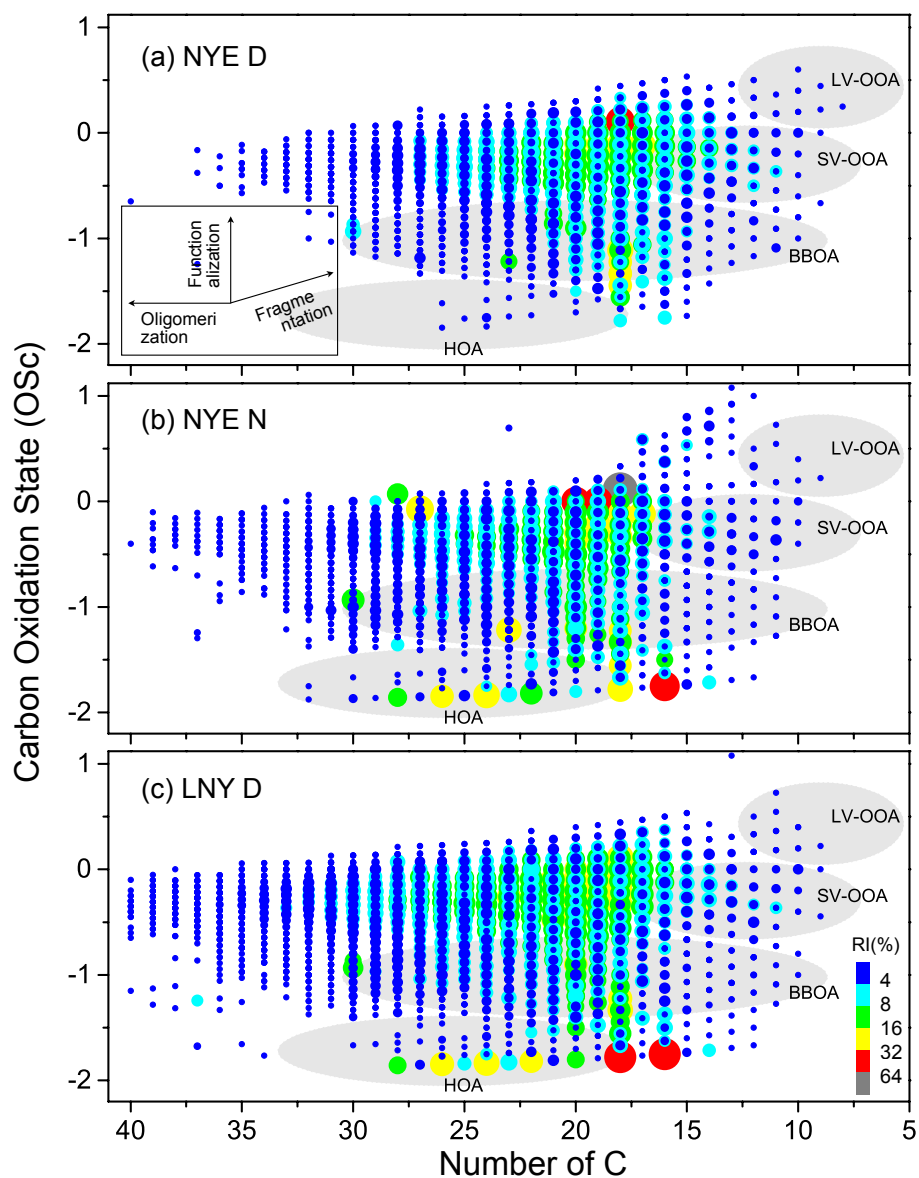 Carbon Oxidation State (OSc)
(a) NYE D
1
0
-1
-2
LV-OOA
SV-OOA
BBOA
HOA
Function
alization
Oligomeri
zation
Fragme
ntation
(b) NYE N
1
0
-1
-2
LV-OOA
SV-OOA
BBOA
HOA
(c) LNY D
1
0
-1
-2
LV-OOA
SV-OOA
BBOA
HOA
RI(%)
4
8
16
32
64
40 35 30 25 20 15 10 5
Number of C